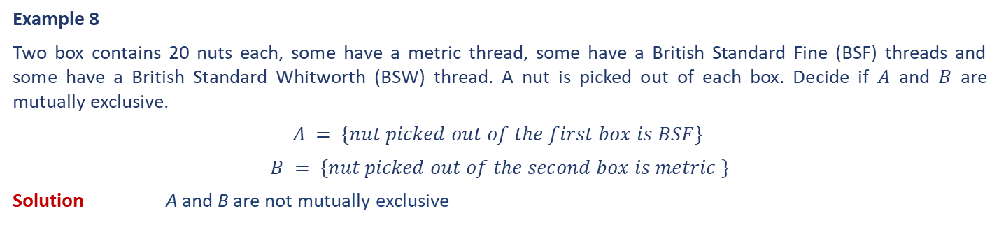 Example 8
Two box contains 20 nuts each, some have a metric thread, some have a British Standard Fine (BSF) threads and
some have a British Standard Whitworth (BSW) thread. A nut is picked out of each box. Decide if A and B are
mutually exclusive.
A = {nut picked out of the first box is BSF}
B = {nut picked out of the second box is metric }
Solution A and B are not mutually exclusive